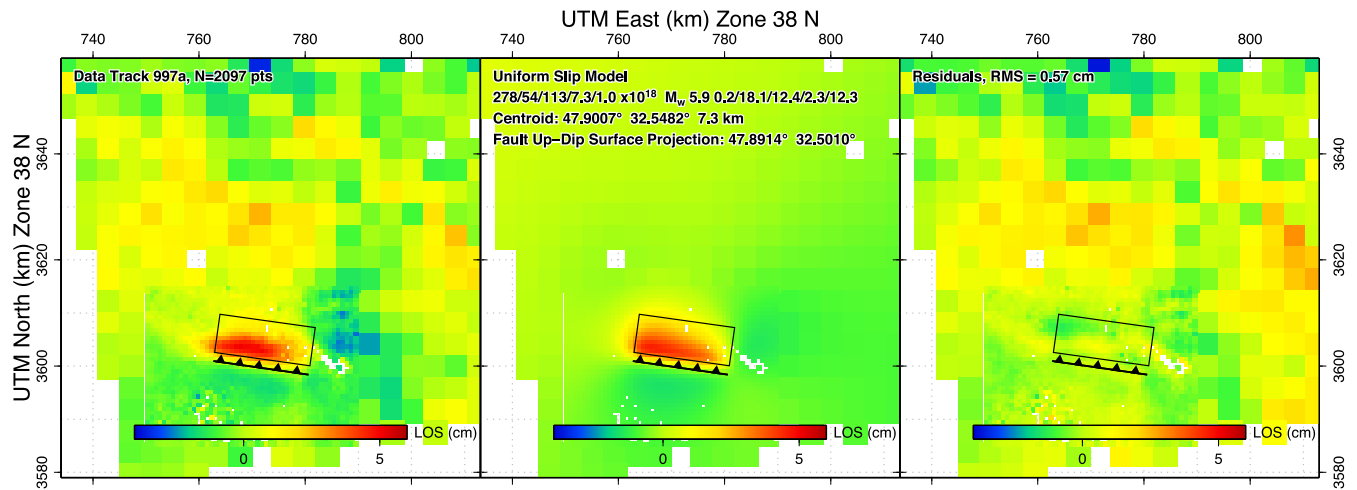 UTM East (km) Zone 38 N
740 760 780 800 740 760 780 800 740 760 780 800
UTM North (km) Zone 38 N
3640
3620
3600
3580
Data Track 997a, N=2097 pts
LOS (cm)
0 5
Uniform Slip Model
278/54/113/7.3/1.0 x10¹⁸ Mw 5.9 0.2/18.1/12.4/2.3/12.3
Centroid: 47.9007° 32.5482° 7.3 km
Fault Up−Dip Surface Projection: 47.8914° 32.5010°
LOS (cm)
0 5
Residuals, RMS = 0.57 cm
LOS (cm)
0 5
3640
3620
3600
3580